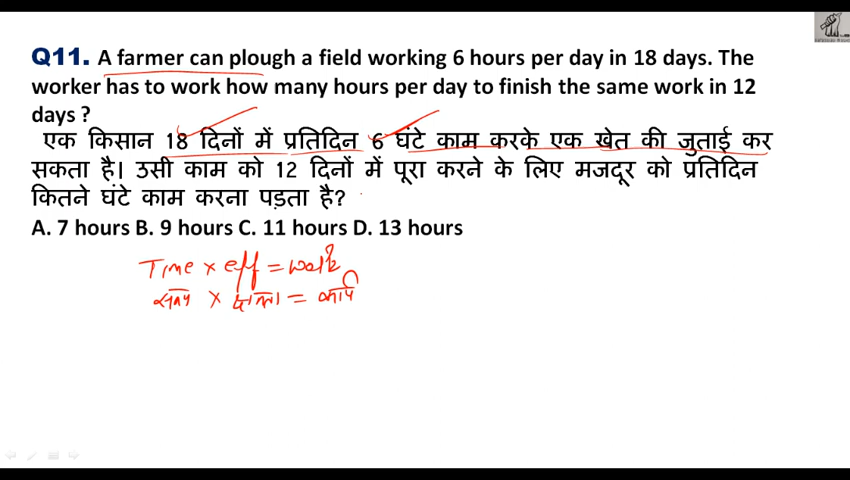 Q11. A farmer can plough a field working 6 hours per day in 18 days. The
worker has to work how many hours per day to finish the same work in 12
days ?
एक किसान 18 दिनों में प्रतिदिन 6 घंटे काम करके एक खेत की जुताई कर
सकता है। उसी काम को 12 दिनों में पूरा करने के लिए मजदूर को प्रतिदिन
कितने घंटे काम करना पड़ता है?
A. 7 hours B. 9 hours C. 11 hours D. 13 hours
Time × eff = work
समय × = कार्य